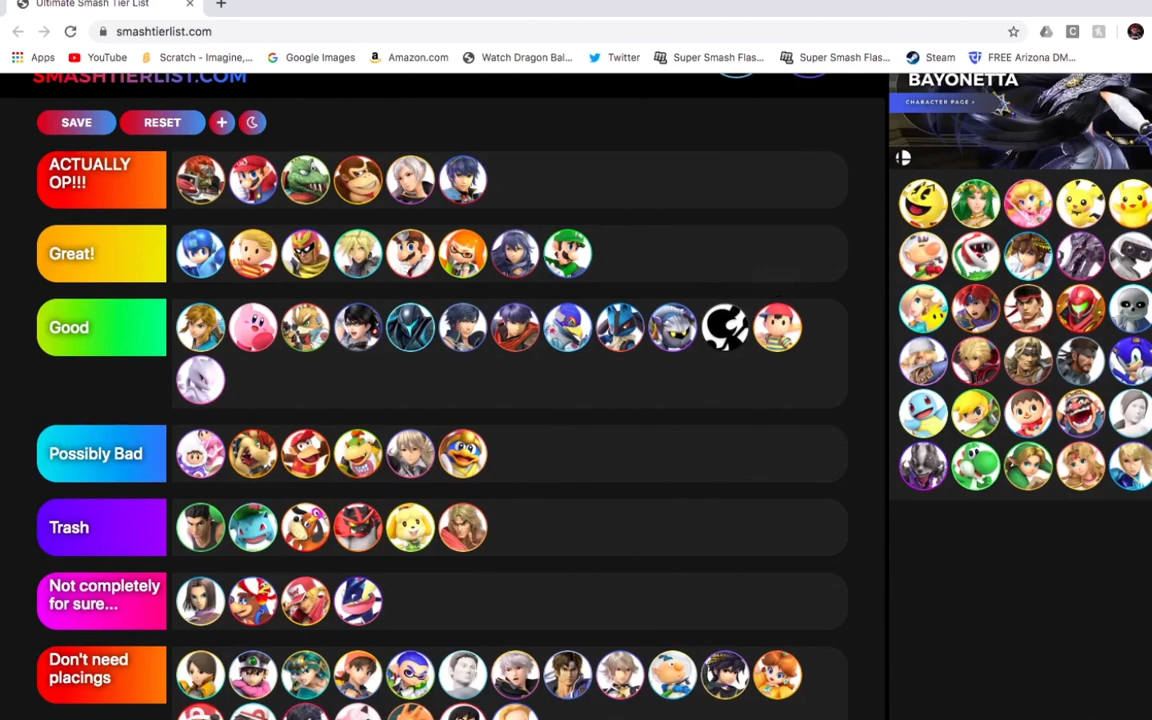 Ultimate Smash Tier List
smashtierlist.com
Apps YouTube Scratch - Imagine,... Google Images Amazon.com Watch Dragon Bal... Twitter Super Smash Flas... Super Smash Flas... Steam FREE Arizona DM...
SMASHTIERLIST.COM
BAYONETTA
CHARACTER PAGE >
SAVE RESET +
ACTUALLY
OP!!!
Great!
Good
Possibly Bad
Trash
Not completely
for sure...
Don't need
placings